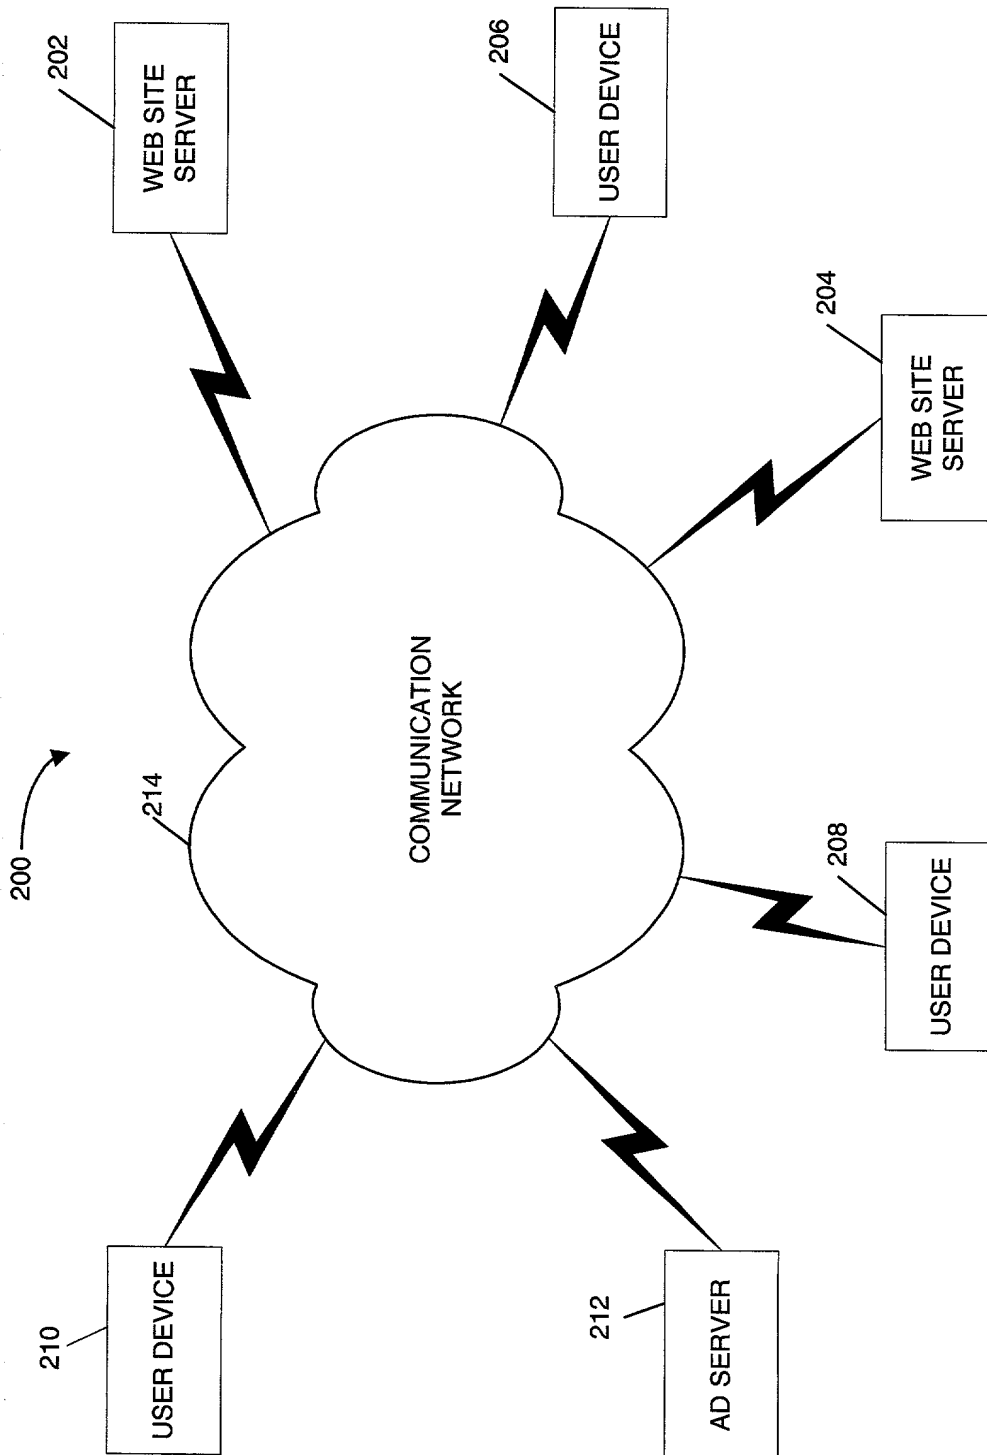 200
210
USER DEVICE
214
202
WEB SITE
SERVER
COMMUNICATION
NETWORK
206
USER DEVICE
212
AD SERVER
208
USER DEVICE
204
WEB SITE
SERVER